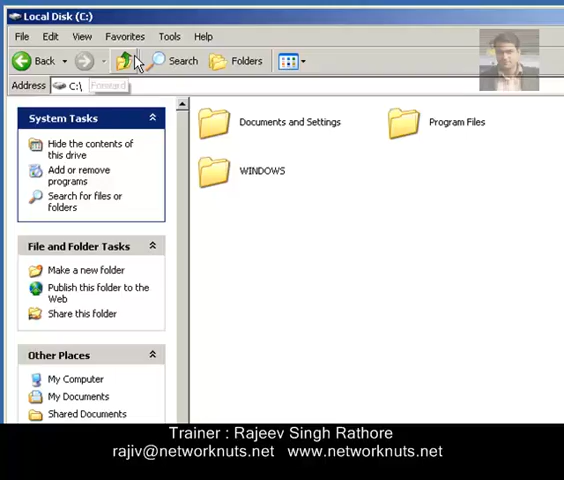 Local Disk (C:)
File Edit View Favorites Tools Help
Back Search Folders
Address C:\ Forward
System Tasks
Hide the contents of
this drive
Add or remove
programs
Search for files or
folders
File and Folder Tasks
Make a new folder
Publish this folder to the
Web
Share this folder
Other Places
My Computer
My Documents
Shared Documents
Documents and Settings Program Files
WINDOWS
Trainer : Rajeev Singh Rathore
rajiv@networknuts.net www.networknuts.net